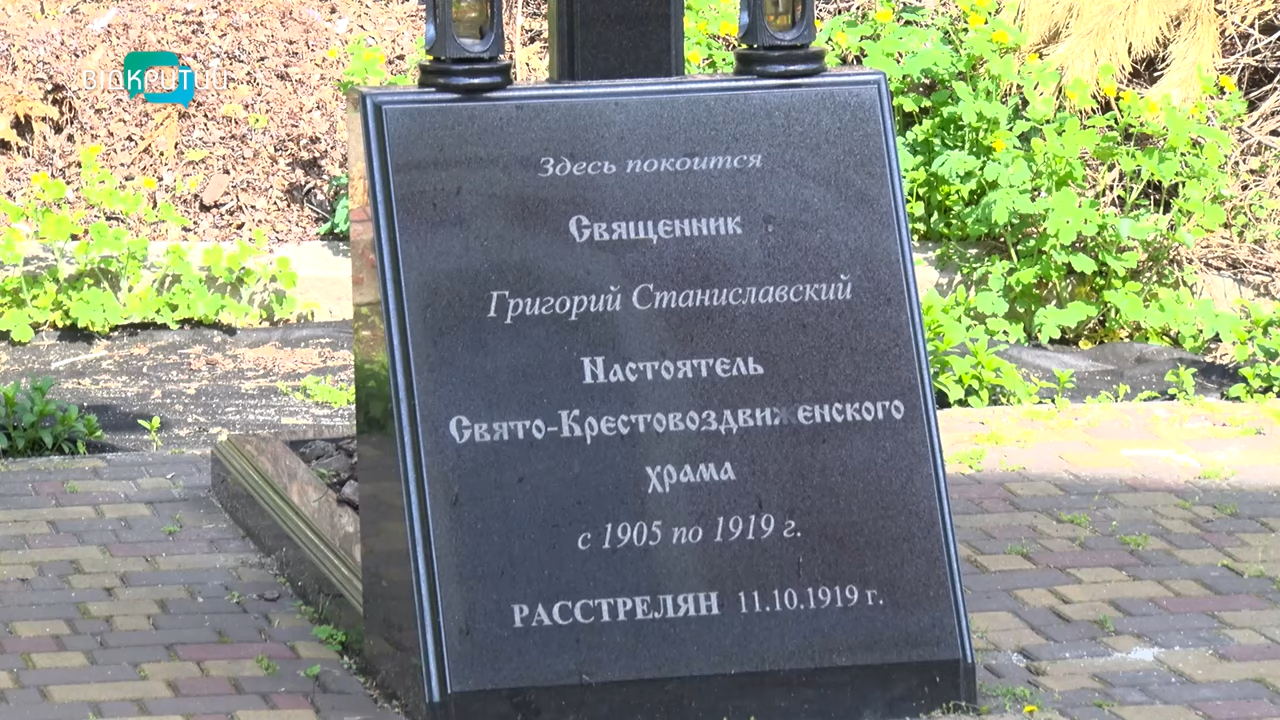 ВІДКРИТИЙ
Здесь покоится
Священник
Григорий Станиславский
Настоятель
Свято-Крестовоздвиженского
храма
с 1905 по 1919 г.
РАССТРЕЛЯН 11.10.1919 г.